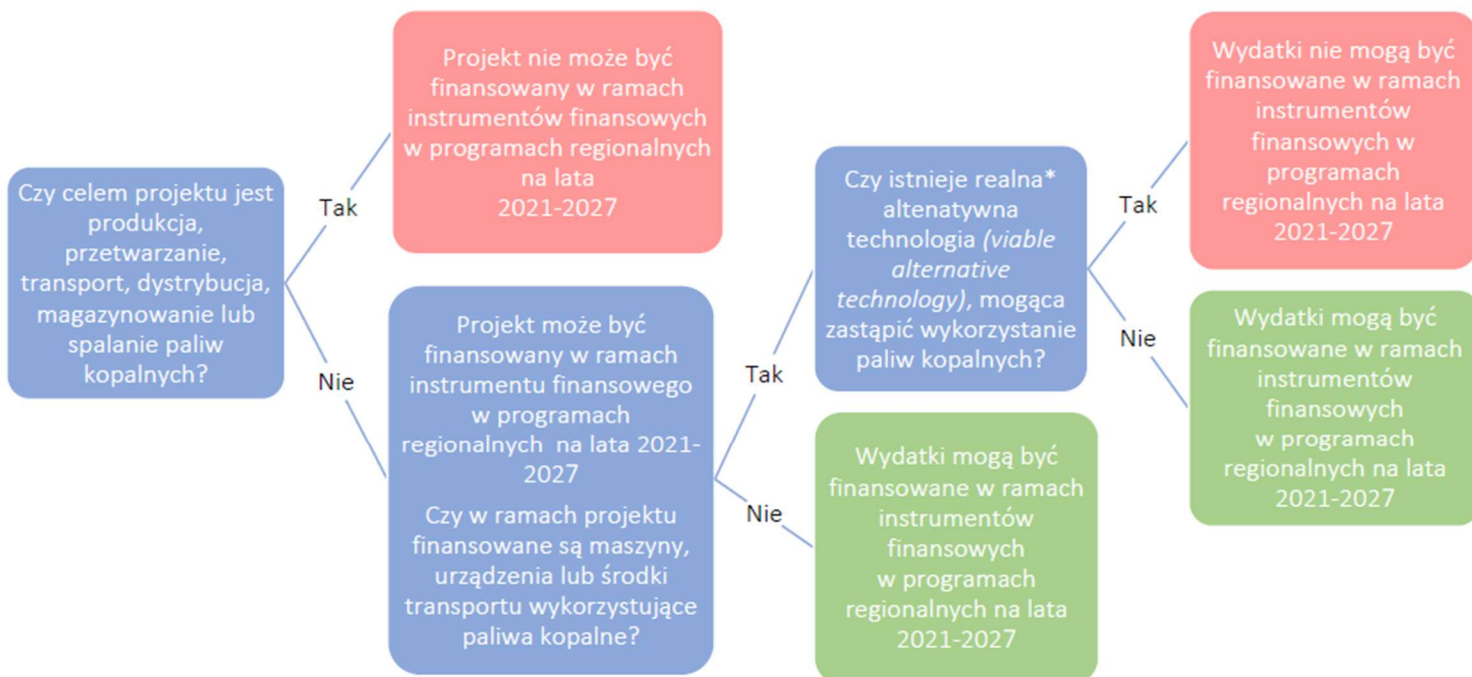 Czy celem projektu jest
produkcja,
przetwarzanie,
transport, dystrybucja,
magazynowanie lub
spalanie paliw
kopalnych?
Tak
Nie
Projekt nie może być
finansowany w ramach
instrumentów finansowych
w programach regionalnych
na lata
2021-2027
Projekt może być
finansowany w ramach
instrumentu finansowego
w programach
regionalnych na lata 2021-
2027
Czy w ramach projektu
finansowane są maszyny,
urządzenia lub środki
transportu wykorzystujące
paliwa kopalne?
Tak
Nie
Czy istnieje realna*
altenatywna
technologia (viable
alternative
technology), mogąca
zastąpić wykorzystanie
paliw kopalnych?
Wydatki mogą być
finansowane w ramach
instrumentów
finansowych
w programach
regionalnych na lata
2021-2027
Tak
Nie
Wydatki nie mogą być
finansowane w ramach
instrumentów
finansowych w
programach
regionalnych na lata
2021-2027
Wydatki mogą być
finansowane w ramach
instrumentów
finansowych
w programach
regionalnych na lata
2021-2027